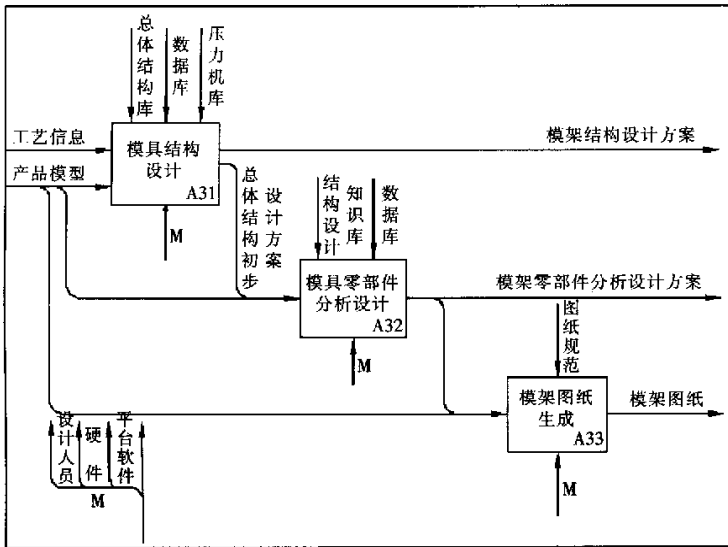 总体结构库
数据库
压力机库
工艺信息
产品模型
模具结构
设计
A31
M
模架结构设计方案
总体结构初步
设计方案
结构设计
知识库
数据库
模具零部件
分析设计
A32
M
模架零部件分析设计方案
图纸规范
模架图纸
生成
A33
M
模架图纸
设计人员
硬件
平台软件
M